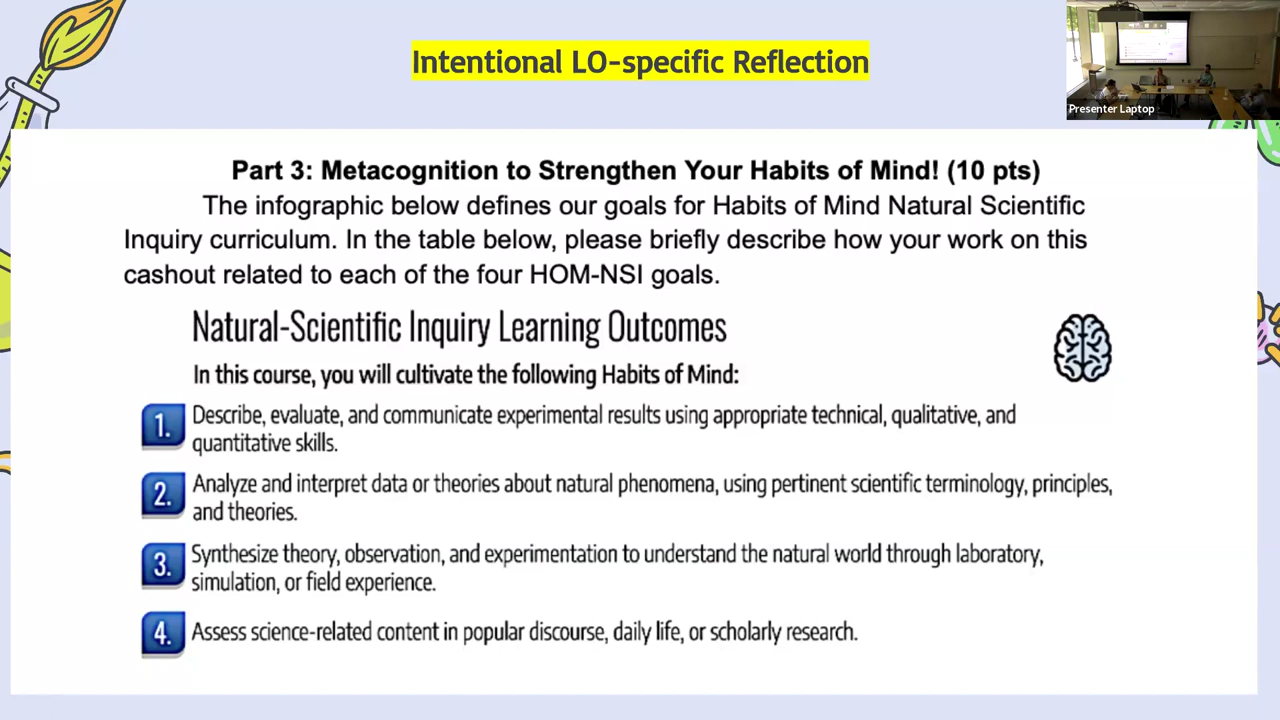 Intentional LO-specific Reflection
Presenter Laptop
Part 3: Metacognition to Strengthen Your Habits of Mind! (10 pts)
The infographic below defines our goals for Habits of Mind Natural Scientific
Inquiry curriculum. In the table below, please briefly describe how your work on this
cashout related to each of the four HOM-NSI goals.
Natural-Scientific Inquiry Learning Outcomes
In this course, you will cultivate the following Habits of Mind:
1. Describe, evaluate, and communicate experimental results using appropriate technical, qualitative, and
quantitative skills.
2. Analyze and interpret data or theories about natural phenomena, using pertinent scientific terminology, principles,
and theories.
3. Synthesize theory, observation, and experimentation to understand the natural world through laboratory,
simulation, or field experience.
4. Assess science-related content in popular discourse, daily life, or scholarly research.